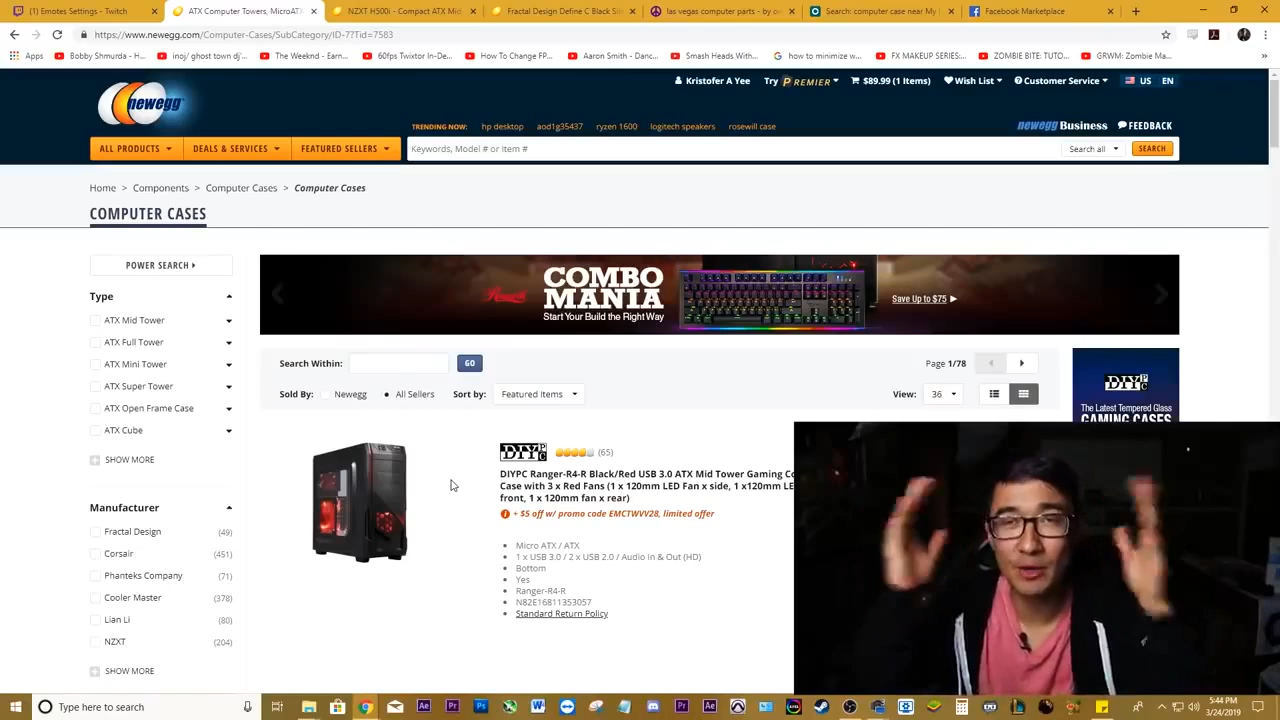 (1) Emotes Settings - Twitch
ATX Computer Towers, MicroATX
NZXT H500i - Compact ATX Mid
Fractal Design Define C Black Sil
las vegas computer parts - by ow
Search: computer case near My
Facebook Marketplace
https://www.newegg.com/Computer-Cases/SubCategory/ID-7?Tid=7583
Apps
Bobby Shmurda - H...
inoj/ ghost town dj'...
The Weeknd - Earn...
60fps Twixtor In-De...
How To Change FP...
Aaron Smith - Danc...
Smash Heads With...
how to minimize w...
FX MAKEUP SERIES:...
ZOMBIE BITE: TUTO...
GRWM: Zombie Ma...
newegg
Kristofer A Yee
Try PREMIER
$89.99 (1 Items)
Wish List
Customer Service
US
EN
TRENDING NOW:
hp desktop
aod1g35437
ryzen 1600
logitech speakers
rosewill case
newegg Business
FEEDBACK
ALL PRODUCTS
DEALS & SERVICES
FEATURED SELLERS
Keywords, Model # or Item #
Search all
SEARCH
Home > Components > Computer Cases > Computer Cases
COMPUTER CASES
POWER SEARCH
Type
ATX Mid Tower
ATX Full Tower
ATX Mini Tower
ATX Super Tower
ATX Open Frame Case
ATX Cube
SHOW MORE
Manufacturer
Fractal Design (49)
Corsair (451)
Phanteks Company (71)
Cooler Master (378)
Lian Li (80)
NZXT (204)
SHOW MORE
Rosewill
COMBO
MANIA
Start Your Build the Right Way
Save Up to $75
Search Within:
GO
Page 1/78
Sold By: Newegg All Sellers Sort by: Featured Items
View: 36
DIYPC
The Latest Tempered Glass
GAMING CASES
DIYPC (65)
DIYPC Ranger-R4-R Black/Red USB 3.0 ATX Mid Tower Gaming Co
Case with 3 x Red Fans (1 x 120mm LED Fan x side, 1 x120mm LE
front, 1 x 120mm fan x rear)
+ $5 off w/ promo code EMCTWVV28, limited offer
Micro ATX / ATX
1 x USB 3.0 / 2 x USB 2.0 / Audio In & Out (HD)
Bottom
Yes
Ranger-R4-R
N82E16811353057
Standard Return Policy
Type here to search
5:44 PM
3/24/2019